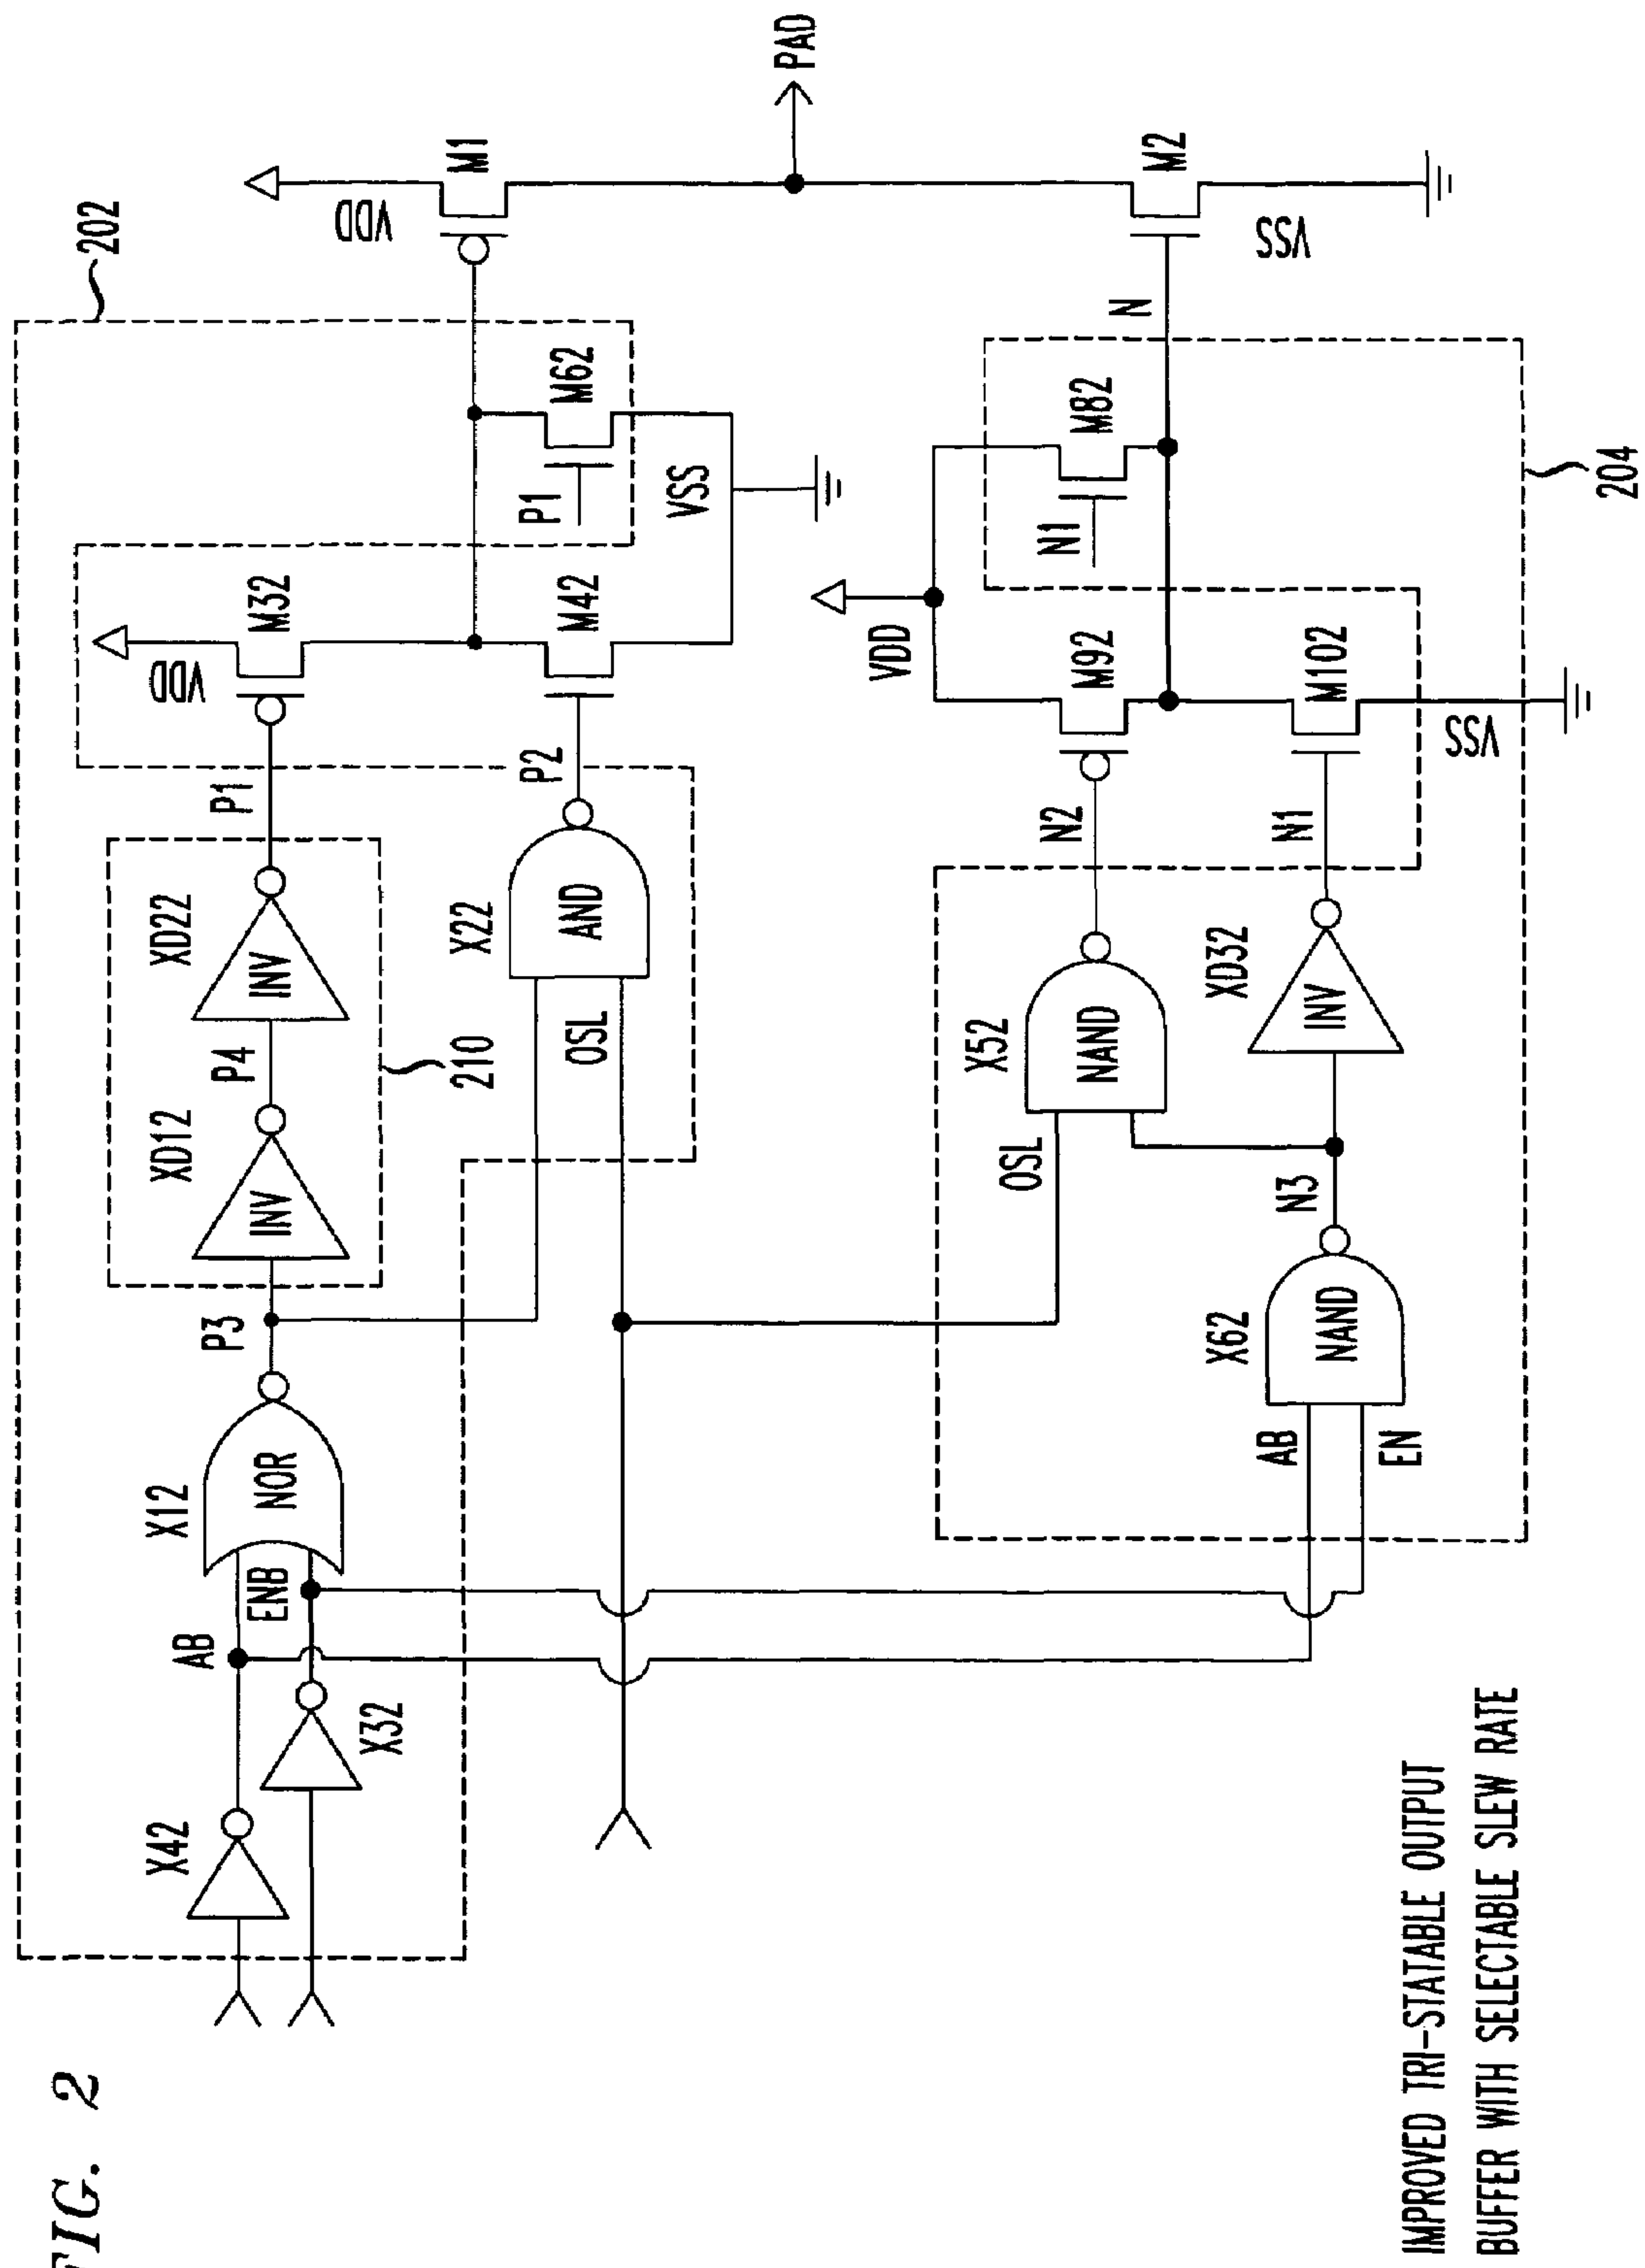 FIG. 2
202
X42
X32
AB
ENB
X12
NOR
P3
XD12
INV
P4
XD22
INV
P1
210
X22
AND
OSL
P2
VDD
M32
M42
P1
M62
VSS
VDD
M1
PAD
M2
VSS
N
AB
EN
X62
NAND
N3
OSL
X52
NAND
N2
XD32
INV
N1
VDD
M92
M102
VSS
N1
M82
204
IMPROVED TRI-STATABLE OUTPUT
BUFFER WITH SELECTABLE SLEW RATE